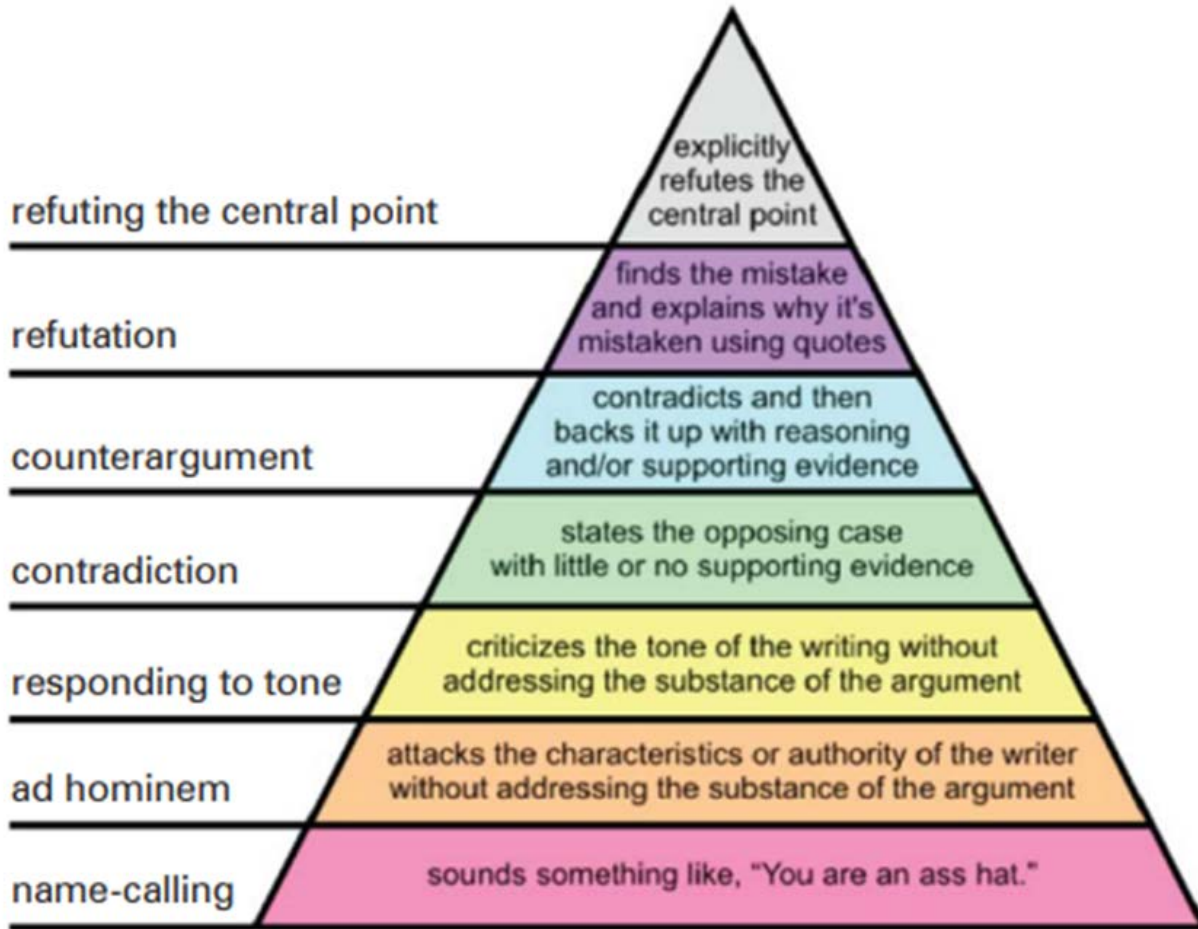 explicitly
refutes the
central point
refuting the central point
finds the mistake
and explains why it's
mistaken using quotes
refutation
contradicts and then
backs it up with reasoning
and/or supporting evidence
counterargument
states the opposing case
with little or no supporting evidence
contradiction
criticizes the tone of the writing without
addressing the substance of the argument
responding to tone
attacks the characteristics or authority of the writer
without addressing the substance of the argument
ad hominem
sounds something like, "You are an ass hat."
name-calling